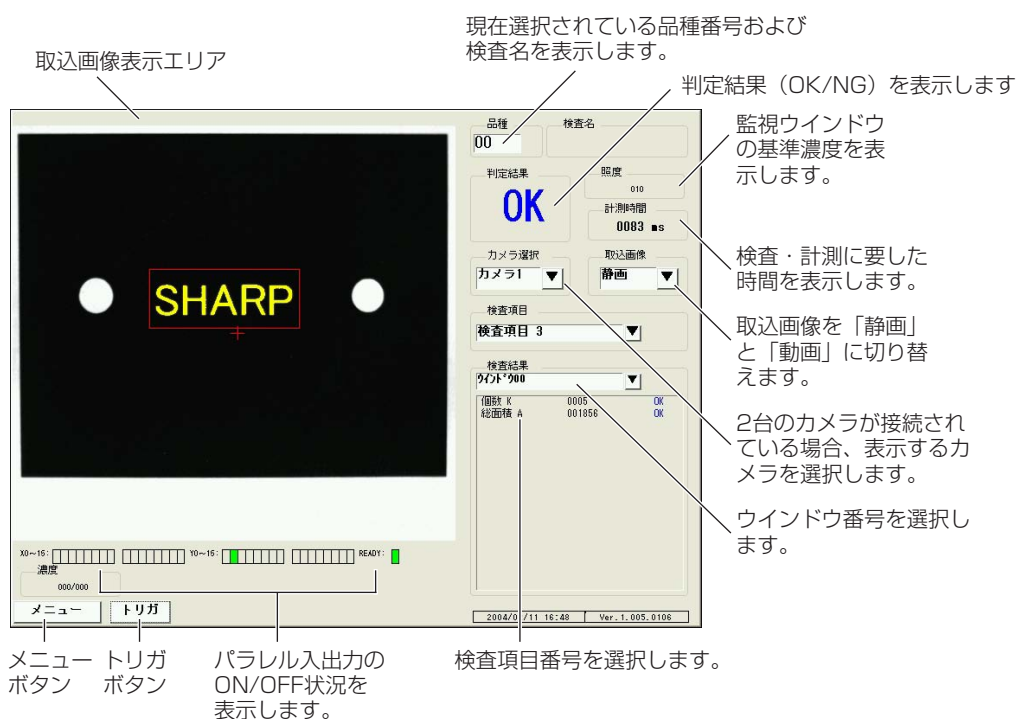 現在選択されている品種番号および
検査名を表示します。
取込画像表示エリア
判定結果（OK/NG）を表示します
監視ウインドウ
の基準濃度を表
示します。
品種
検査名
00
判定結果
照度
OK
010
計測時間
0083 ms
検査・計測に要した
時間を表示します。
カメラ選択
取込画像
カメラ1
静画
SHARP
検査項目
検査項目 3
取込画像を「静画」
と「動画」に切り替
えます。
検査結果
ｳｲﾝﾄﾞｳ00
個数 K 0005 OK
総面積 A 001856 OK
2台のカメラが接続され
ている場合、表示するカ
メラを選択します。
ウインドウ番号を選択し
ます。
X0～16: Y0～16: READY:
濃度
000/000
メニュー
トリガ
16:48 Ver.1.005.0106
メニュー
ボタン
トリガ
ボタン
パラレル入出力の
ON/OFF状況を
表示します。
検査項目番号を選択します。